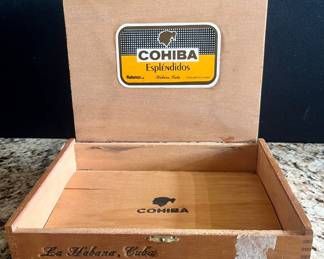 COHIBA
Espléndidos
Habanos
Habana, Cuba
COHIBA
La Habana, Cuba